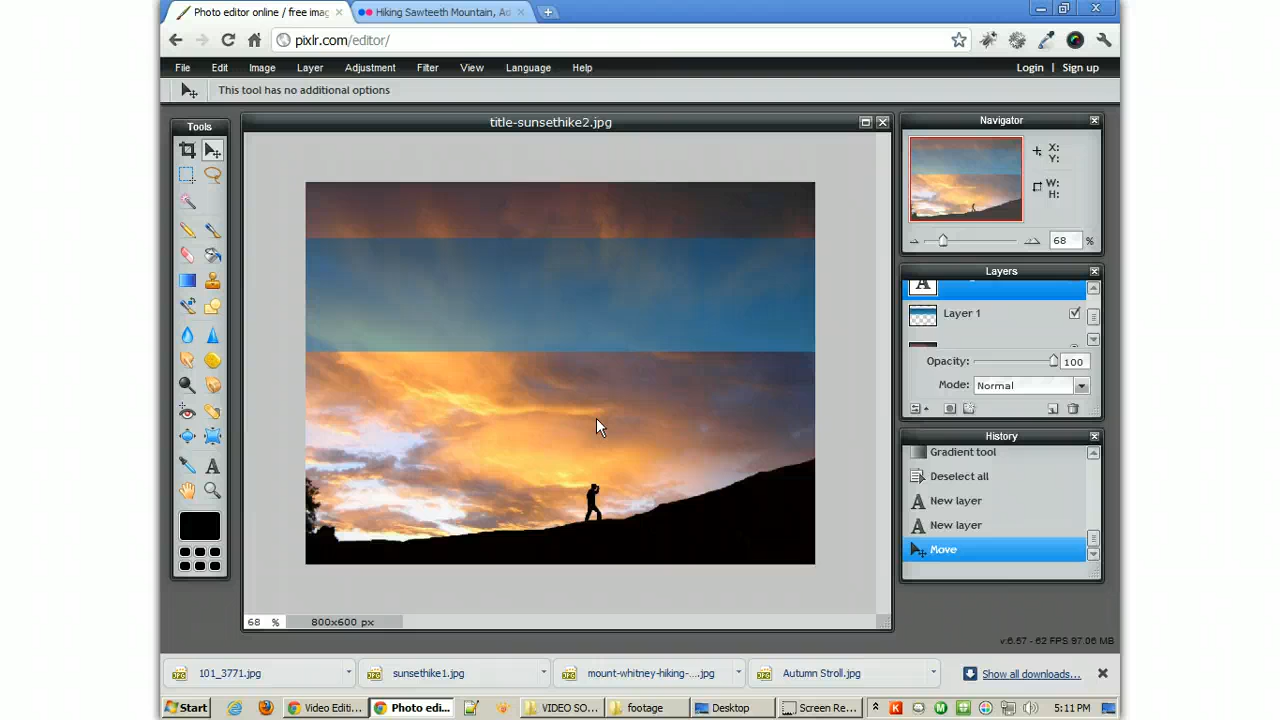 Photo editor online / free imag
Hiking Sawteeth Mountain, Ad
pixlr.com/editor/
File Edit Image Layer Adjustment Filter View Language Help Login | Sign up
This tool has no additional options
Tools
title-sunsethike2.jpg
Navigator
X:
Y:
W:
H:
68 %
Layers
A
Layer 1
Opacity: 100
Mode: Normal
History
Gradient tool
Deselect all
A New layer
A New layer
Move
A
68 % 800x600 px
v:6.57 - 62 FPS 97.06 MB
101_3771.jpg sunsethike1.jpg mount-whitney-hiking-....jpg Autumn Stroll.jpg Show all downloads...
Start Video Editi... Photo edi... VIDEO SO... footage Desktop Screen Re... 5:11 PM